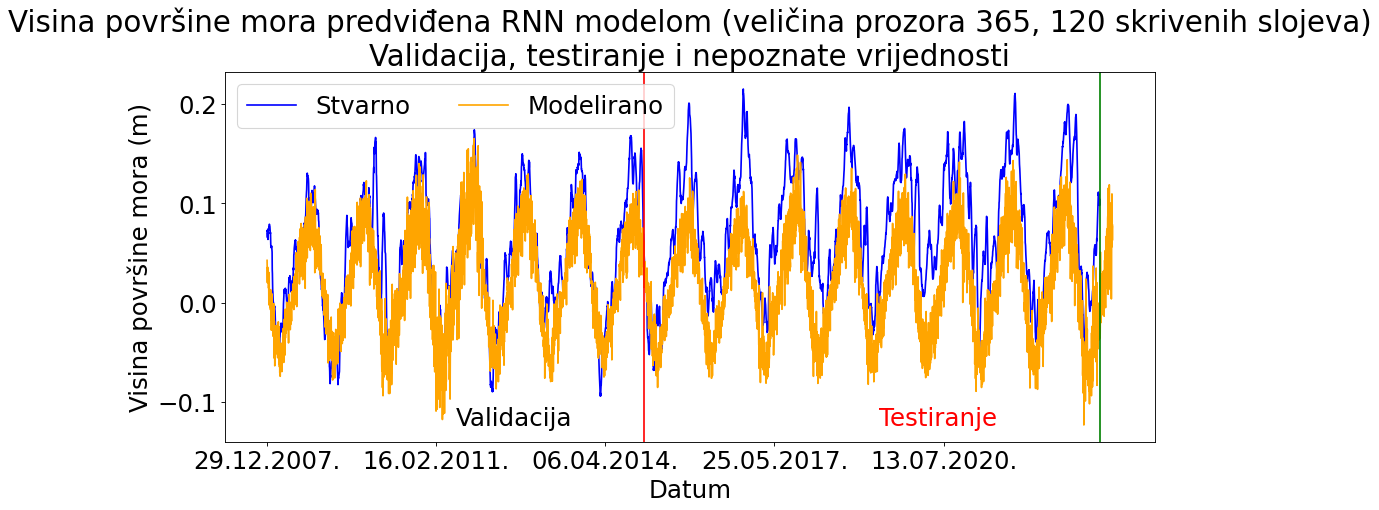 Visina površine mora predviđena RNN modelom (veličina prozora 365, 120 skrivenih slojeva)
Validacija, testiranje i nepoznate vrijednosti
Stvarno
Modelirano
Visina površine mora (m)
0.2
0.1
0.0
−0.1
Validacija
Testiranje
29.12.2007.
16.02.2011.
06.04.2014.
25.05.2017.
13.07.2020.
Datum